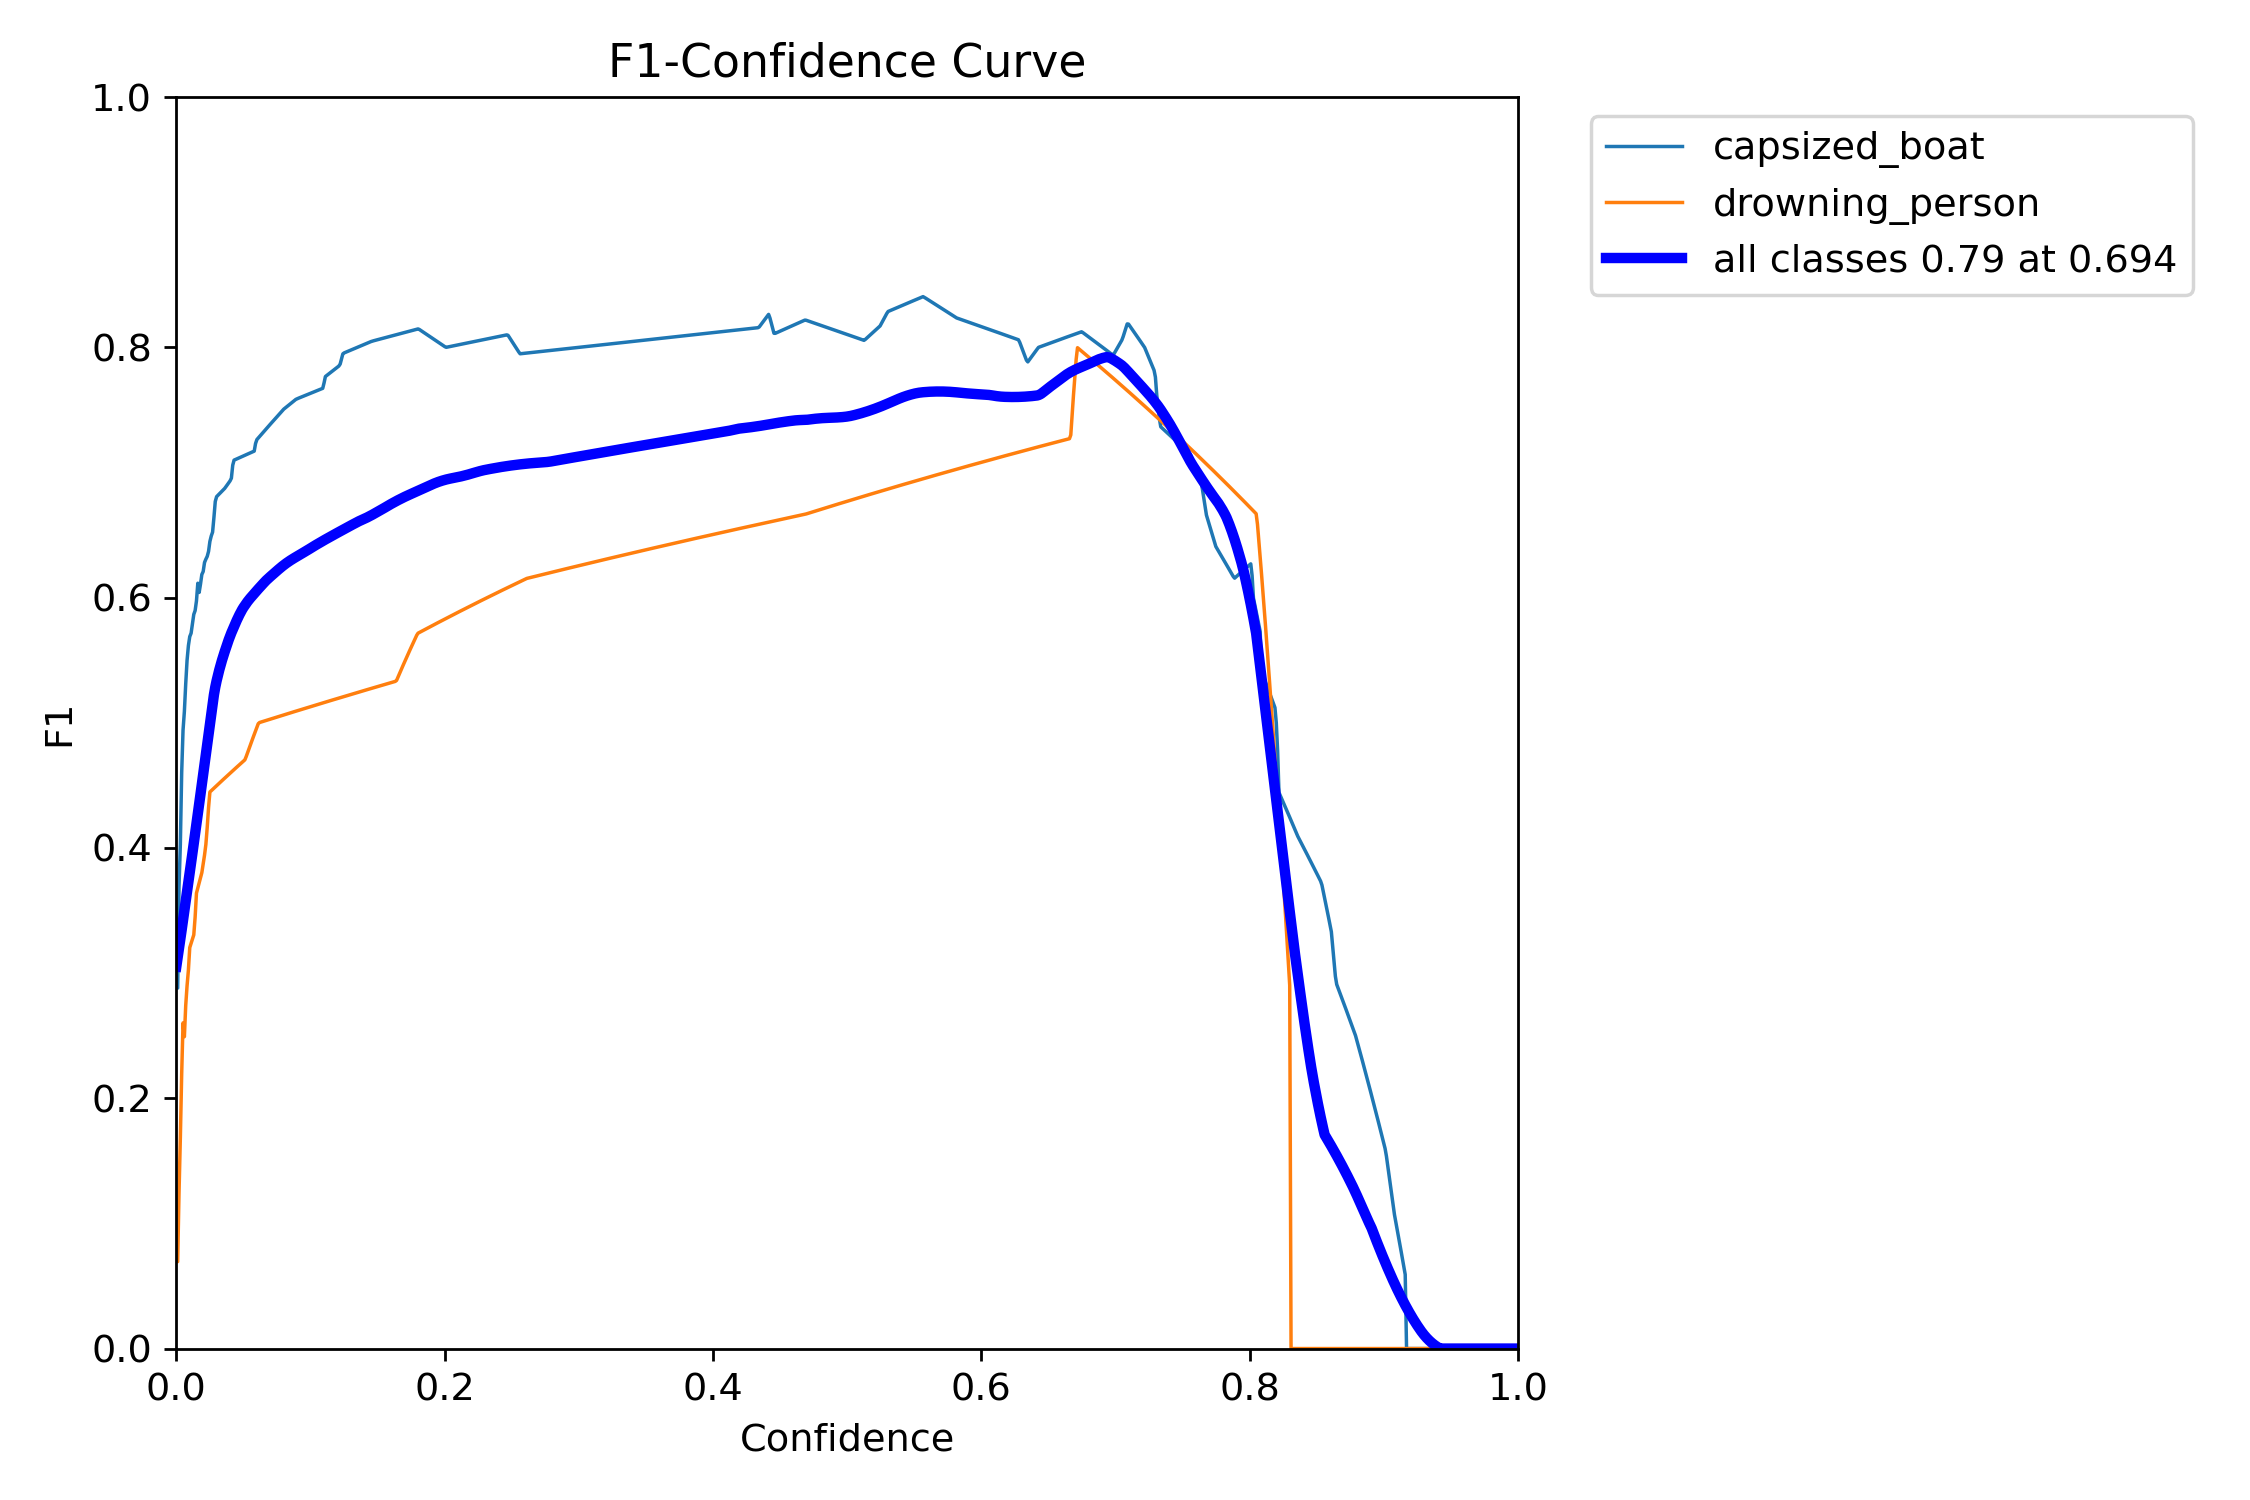 F1-Confidence Curve
capsized_boat
drowning_person
all classes 0.79 at 0.694
1.0
0.8
0.6
0.4
0.2
0.0
F1
0.0 0.2 0.4 0.6 0.8 1.0
Confidence